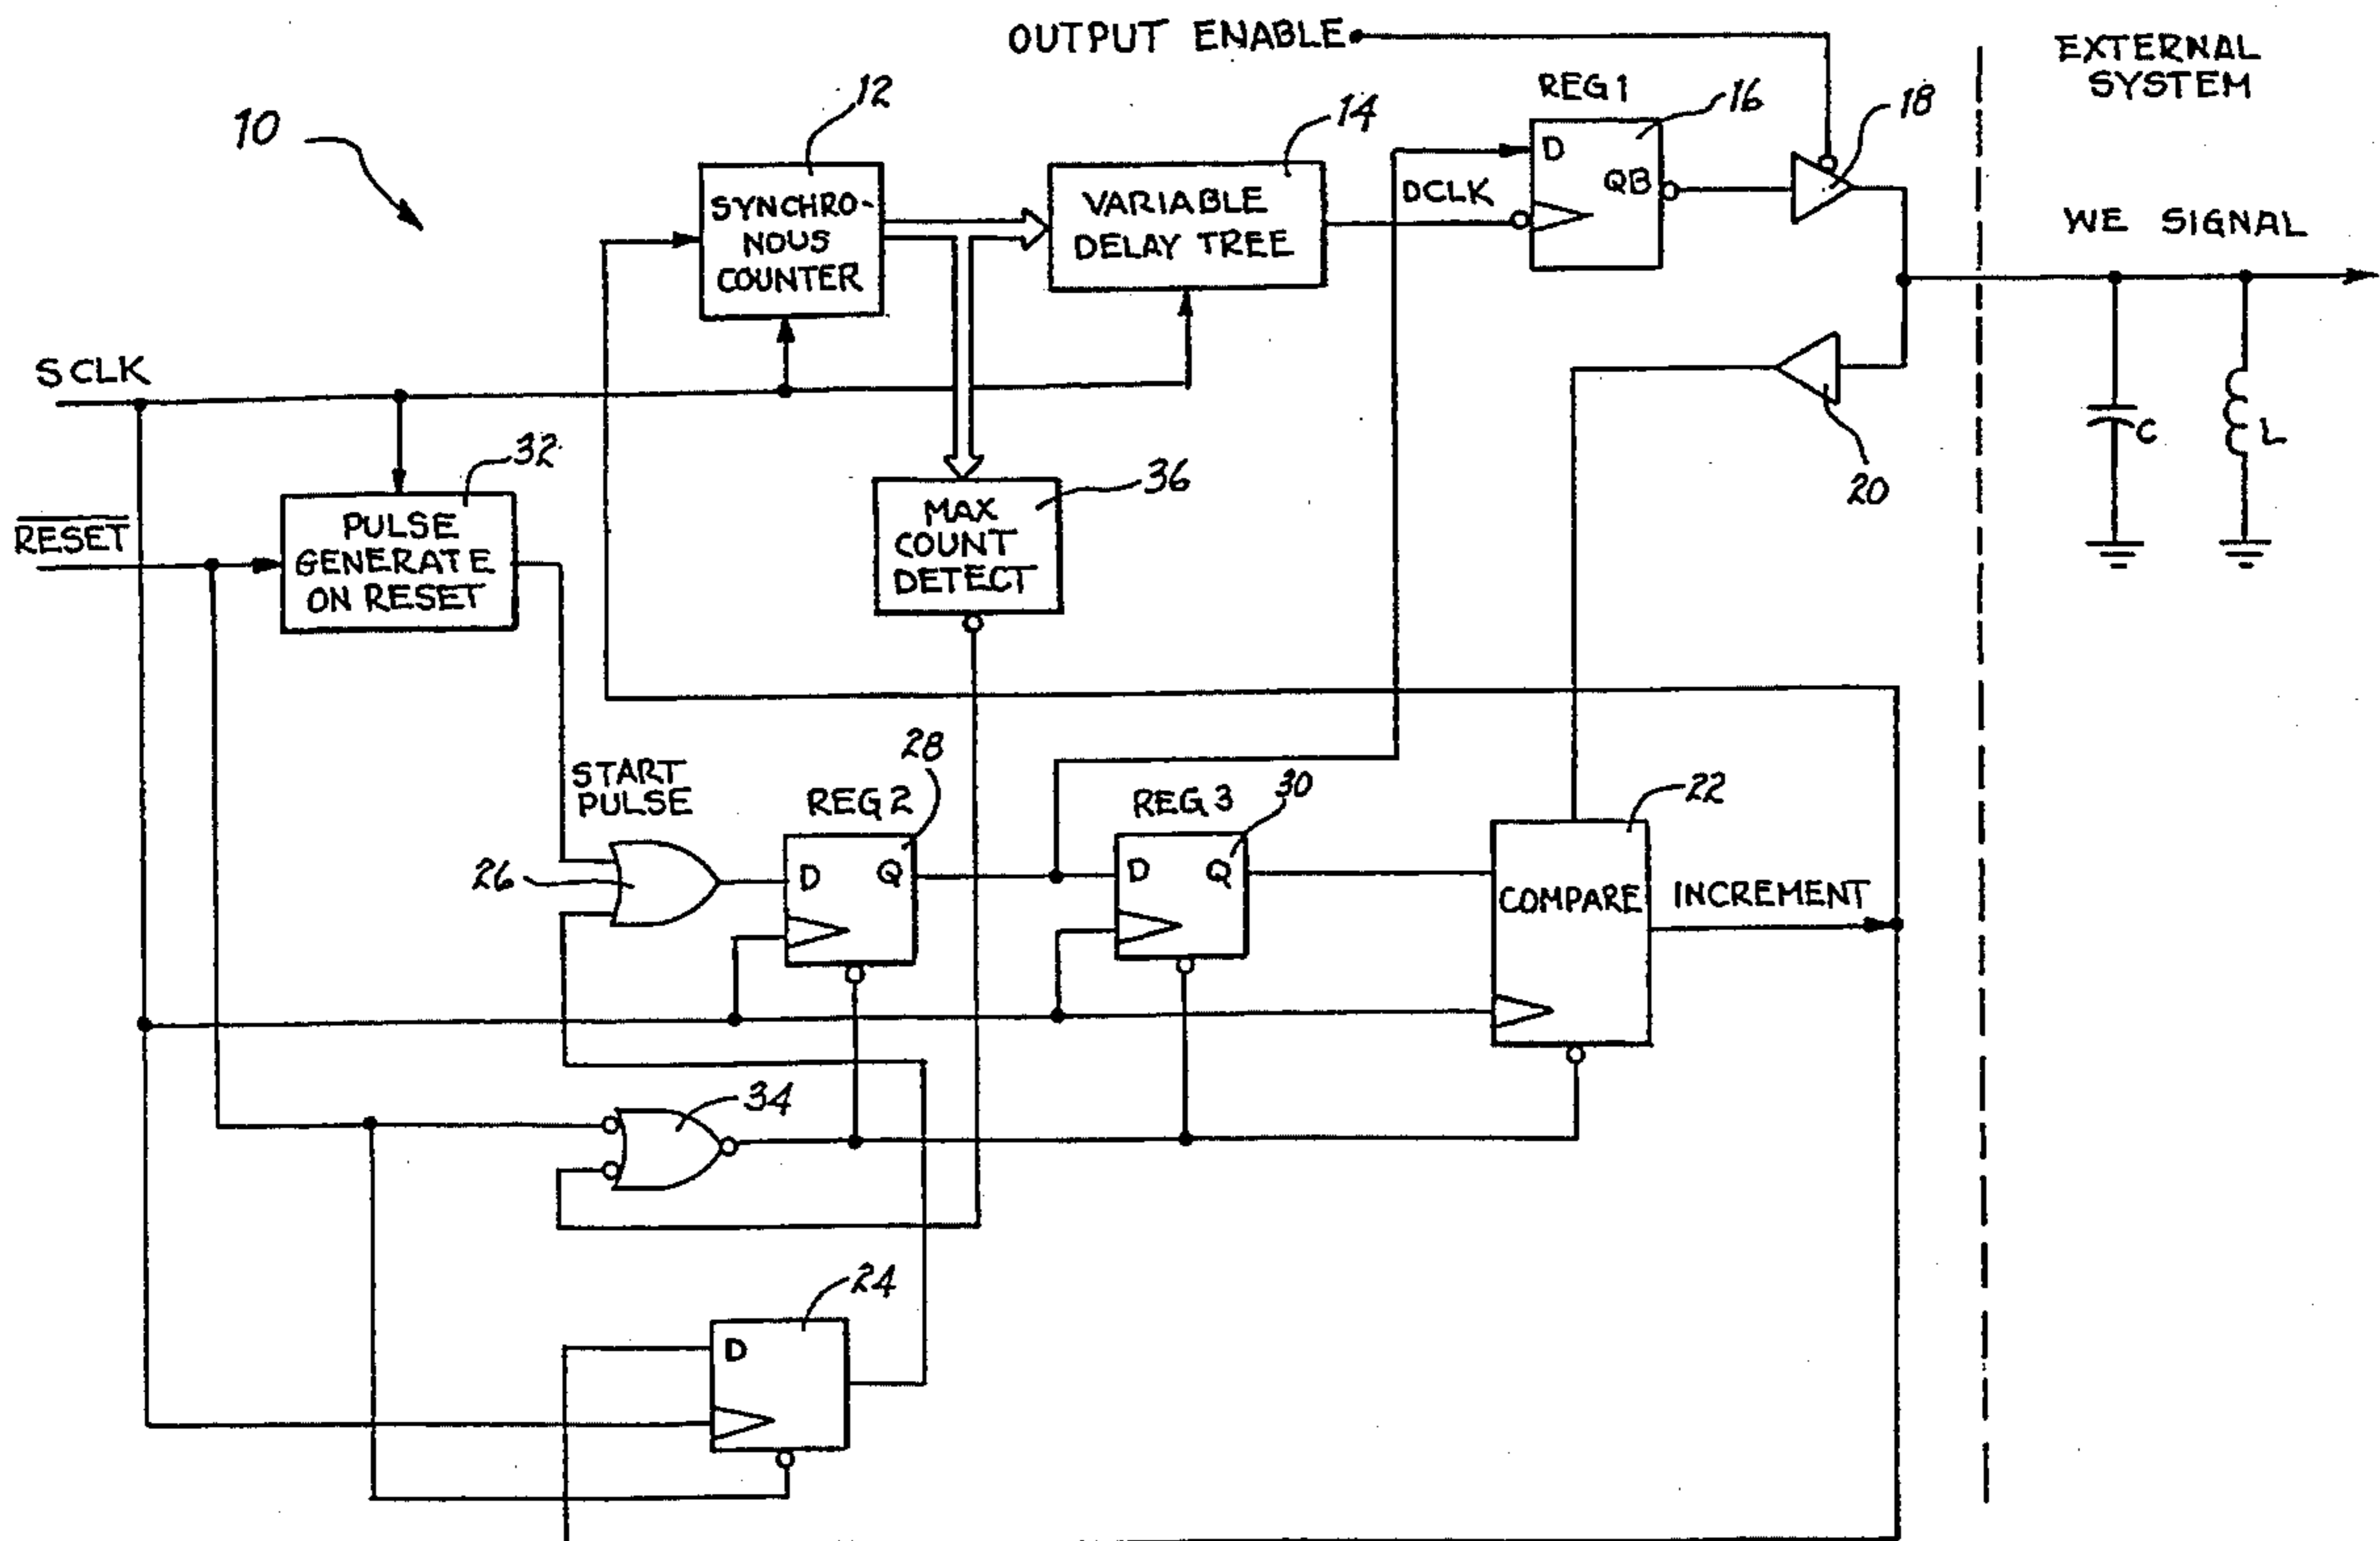 OUTPUT ENABLE
EXTERNAL
SYSTEM
10
12
14
REG 1
16
18
SYNCHRO-
NOUS
COUNTER
VARIABLE
DELAY TREE
DCLK
D
QB
WE SIGNAL
S CLK
20
C
L
32
36
RESET
PULSE
GENERATE
ON RESET
MAX
COUNT
DETECT
START
PULSE
28
REG 2
REG 3
30
22
26
D
Q
D
Q
COMPARE
INCREMENT
34
24
D